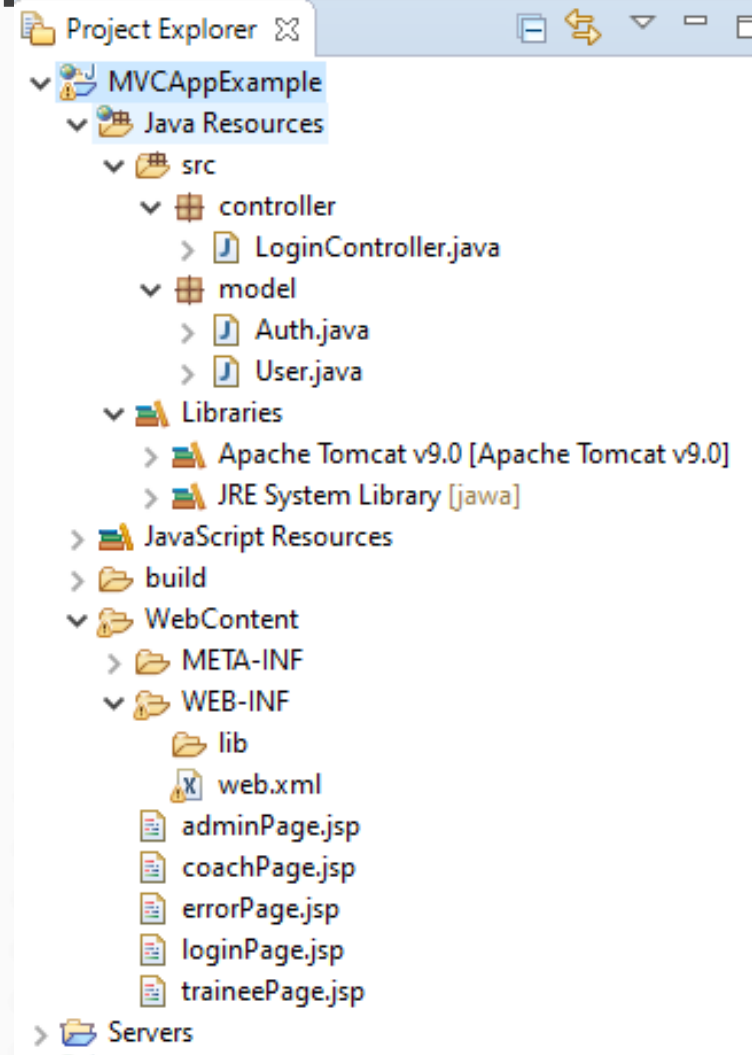 Project Explorer
MVCAppExample
Java Resources
src
controller
LoginController.java
model
Auth.java
User.java
Libraries
Apache Tomcat v9.0 [Apache Tomcat v9.0]
JRE System Library [jawa]
JavaScript Resources
build
WebContent
META-INF
WEB-INF
lib
web.xml
adminPage.jsp
coachPage.jsp
errorPage.jsp
loginPage.jsp
traineePage.jsp
Servers